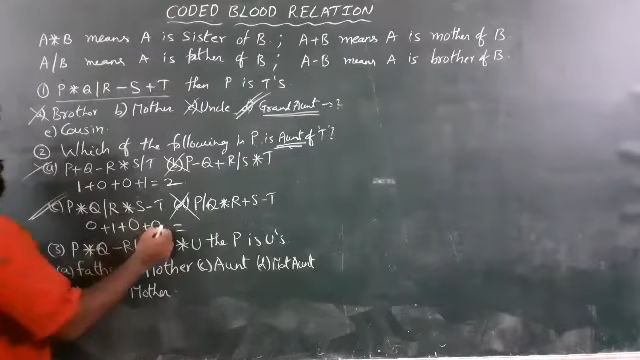 CODED BLOOD RELATION
A*B means A is sister of B ; A+B means A is mother of B
A/B means A is father of B ; A-B means A is brother of B.
(1) P*Q/R-S+T then P is T's
a) Brother b) Mother c) Uncle d) Grand Aunt
e) Cousin
(2) Which of the following in P is Aunt of T?
(a) P+Q-R*S/T (b) P-Q+R/S*T
1+0+0+1=2
(c) P*Q/R*S-T (d) P/Q*R+S-T
0+1+0+0 =
(3) P*Q-R *U the P is U's
(a) father Mother (c) Aunt (d) Not Aunt
Mother